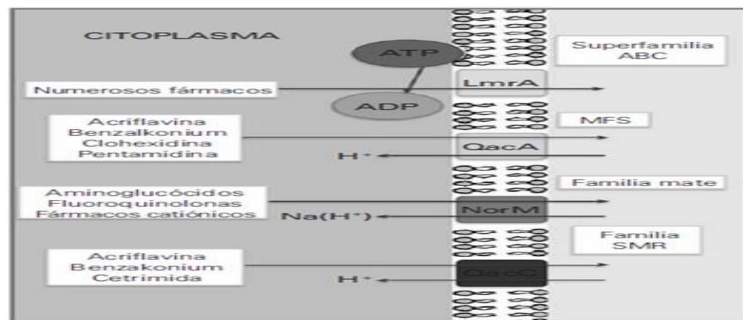 CITOPLASMA
ATP
Superfamilia
ABC
Numerosos fármacos
LmrA
ADP
Acriflavina
Benzalkonium
Clohexidina
Pentamidina
MFS
QacA
H+
Aminoglucócidos
Fluoroquinolonas
Fármacos catiónicos
Familia mate
Na(H+)
NorM
Acriflavina
Benzakonium
Cetrimida
Familia
SMR
QacC
H+